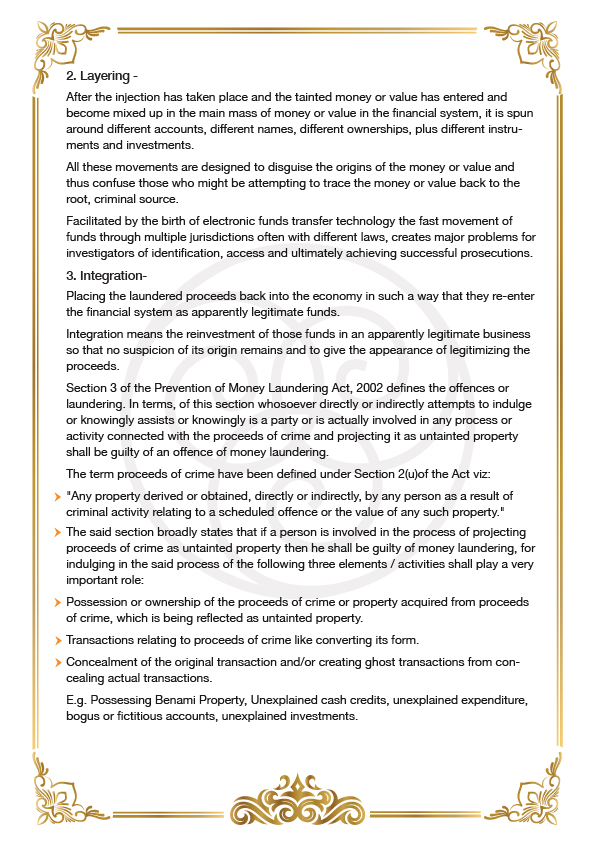 2. Layering -
After the injection has taken place and the tainted money or value has entered and
become mixed up in the main mass of money or value in the financial system, it is spun
around different accounts, different names, different ownerships, plus different instru-
ments and investments.
All these movements are designed to disguise the origins of the money or value and
thus confuse those who might be attempting to trace the money or value back to the
root, criminal source.
Facilitated by the birth of electronic funds transfer technology the fast movement of
funds through multiple jurisdictions often with different laws, creates major problems for
investigators of identification, access and ultimately achieving successful prosecutions.
3. Integration-
Placing the laundered proceeds back into the economy in such a way that they re-enter
the financial system as apparently legitimate funds.
Integration means the reinvestment of those funds in an apparently legitimate business
so that no suspicion of its origin remains and to give the appearance of legitimizing the
proceeds.
Section 3 of the Prevention of Money Laundering Act, 2002 defines the offences or
laundering. In terms, of this section whosoever directly or indirectly attempts to indulge
or knowingly assists or knowingly is a party or is actually involved in any process or
activity connected with the proceeds of crime and projecting it as untainted property
shall be guilty of an offence of money laundering.
The term proceeds of crime have been defined under Section 2(u)of the Act viz:
"Any property derived or obtained, directly or indirectly, by any person as a result of
criminal activity relating to a scheduled offence or the value of any such property."
The said section broadly states that if a person is involved in the process of projecting
proceeds of crime as untainted property then he shall be guilty of money laundering, for
indulging in the said process of the following three elements / activities shall play a very
important role:
Possession or ownership of the proceeds of crime or property acquired from proceeds
of crime, which is being reflected as untainted property.
Transactions relating to proceeds of crime like converting its form.
Concealment of the original transaction and/or creating ghost transactions from con-
cealing actual transactions.
E.g. Possessing Benami Property, Unexplained cash credits, unexplained expenditure,
bogus or fictitious accounts, unexplained investments.